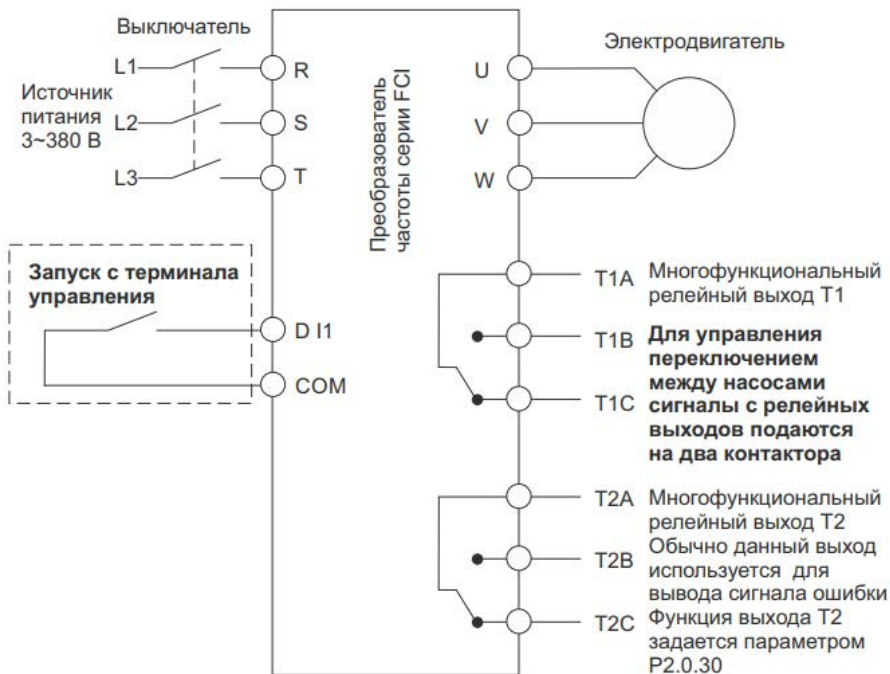 Выключатель
L1
L2
L3
Источник
питания
3~380 В
R
S
T
Преобразователь
частоты серии FCI
U
V
W
Электродвигатель
Запуск с терминала
управления
D I1
COM
T1A
T1B
T1C
Многофункциональный
релейный выход T1
Для управления
переключением
между насосами
сигналы с релейных
выходов подаются
на два контактора
T2A
T2B
T2C
Многофункциональный
релейный выход T2
Обычно данный выход
используется для
вывода сигнала ошибки
Функция выхода T2
задается параметром
P2.0.30